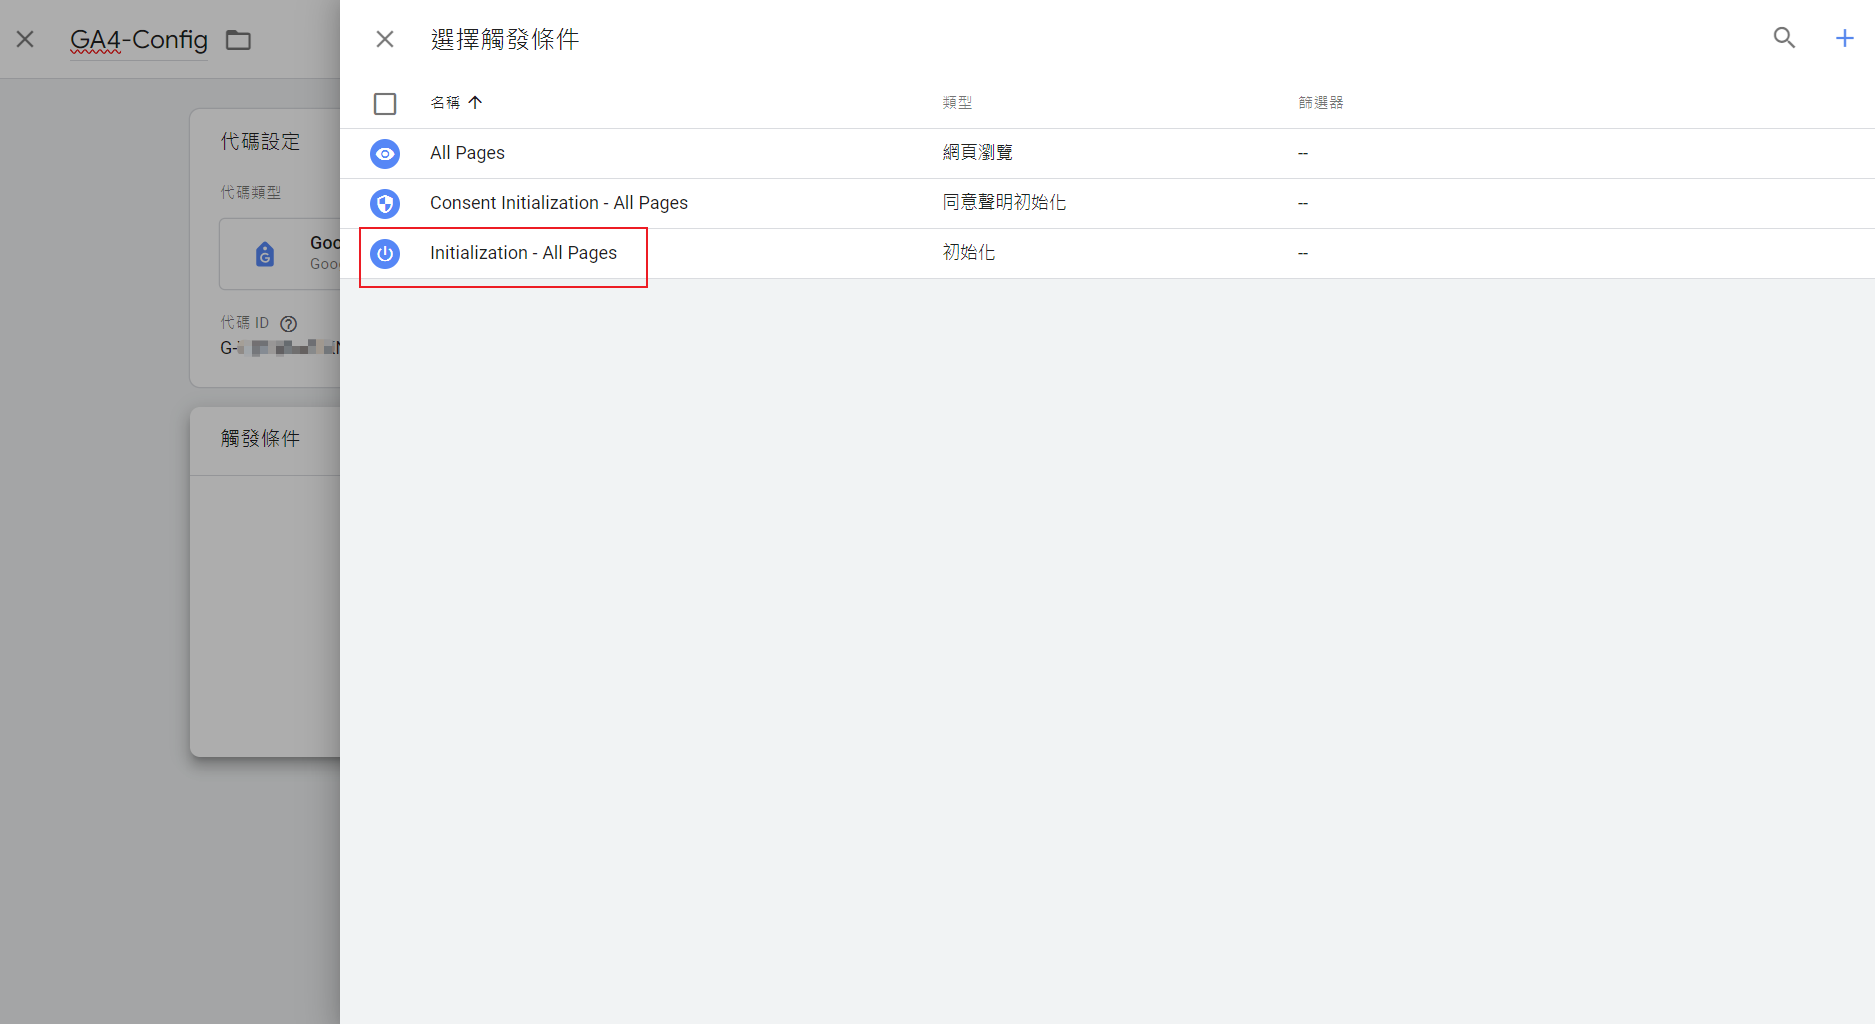 GA4-Config
代碼設定
代碼類型
Goo
Goo
代碼 ID
G-
觸發條件
選擇觸發條件
名稱 類型 篩選器
All Pages 網頁瀏覽 --
Consent Initialization - All Pages 同意聲明初始化 --
Initialization - All Pages 初始化 --